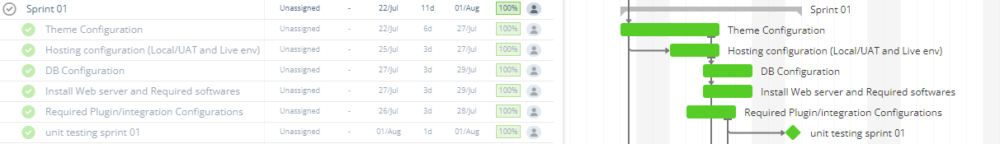 Sprint 01 Unassigned - 22/Jul 11d 01/Aug 100% Sprint 01
Theme Configuration Unassigned - 22/Jul 6d 27/Jul 100% Theme Configuration
Hosting configuration (Local/UAT and Live env) Unassigned - 25/Jul 3d 27/Jul 100% Hosting configuration (Local/UAT and Live env)
DB Configuration Unassigned - 27/Jul 3d 29/Jul 100% DB Configuration
Install Web server and Required softwares Unassigned - 27/Jul 3d 29/Jul 100% Install Web server and Required softwares
Required Plugin/integration Configurations Unassigned - 26/Jul 3d 28/Jul 100% Required Plugin/integration Configurations
unit testing sprint 01 Unassigned - 01/Aug 1d 01/Aug 100% unit testing sprint 01